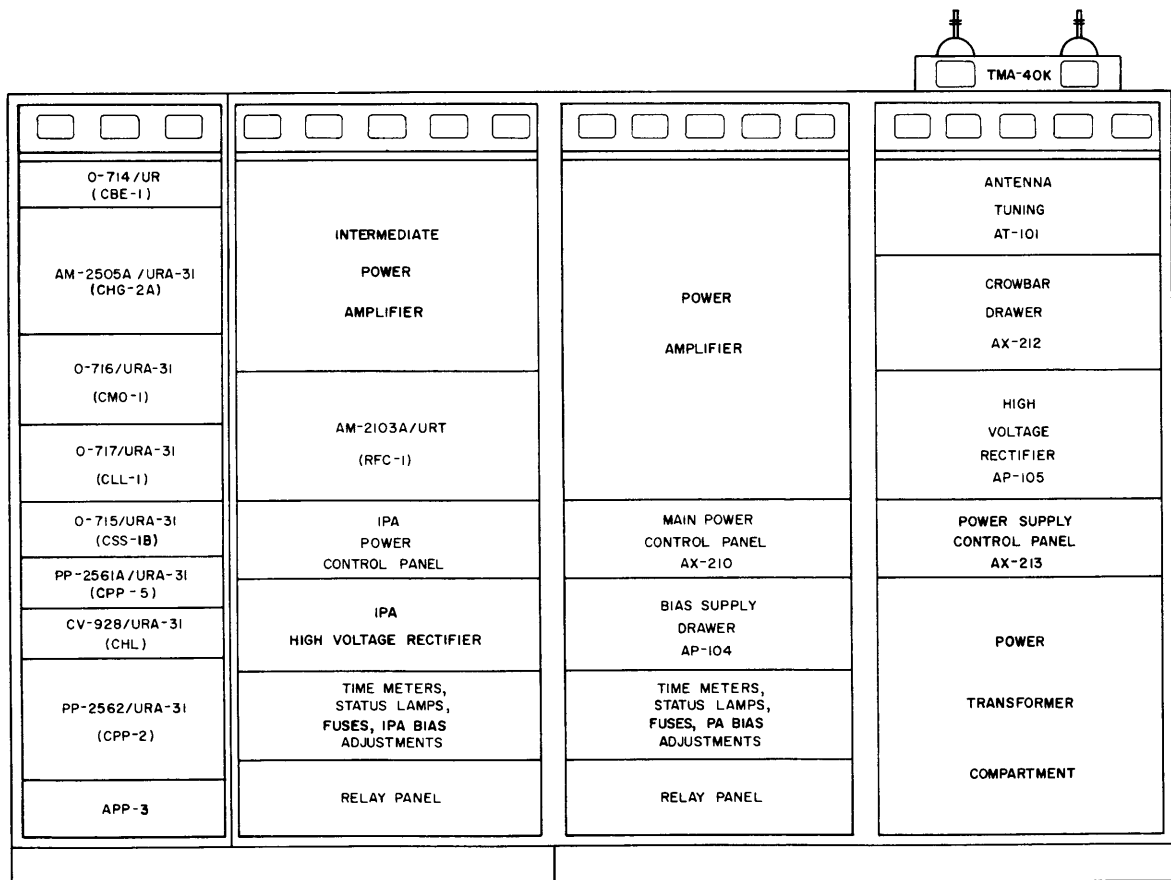 TMA-40K
O-714/UR
(CBE-1)
AM-2505A/URA-31
(CHG-2A)
O-716/URA-31
(CMO-1)
O-717/URA-31
(CLL-1)
O-715/URA-31
(CSS-1B)
PP-2561A/URA-31
(CPP-5)
CV-928/URA-31
(CHL)
PP-2562/URA-31
(CPP-2)
APP-3
INTERMEDIATE
POWER
AMPLIFIER
AM-2103A/URT
(RFC-1)
IPA
POWER
CONTROL PANEL
IPA
HIGH VOLTAGE RECTIFIER
TIME METERS,
STATUS LAMPS,
FUSES, IPA BIAS
ADJUSTMENTS
RELAY PANEL
POWER
AMPLIFIER
MAIN POWER
CONTROL PANEL
AX-210
BIAS SUPPLY
DRAWER
AP-104
TIME METERS,
STATUS LAMPS,
FUSES, PA BIAS
ADJUSTMENTS
RELAY PANEL
ANTENNA
TUNING
AT-101
CROWBAR
DRAWER
AX-212
HIGH
VOLTAGE
RECTIFIER
AP-105
POWER SUPPLY
CONTROL PANEL
AX-213
POWER
TRANSFORMER
COMPARTMENT